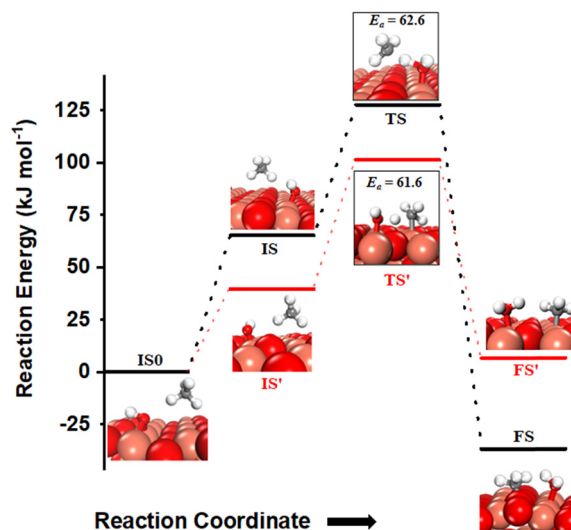 Eₐ = 62.6
TS
125
100
75
50
25
0
-25
Reaction Energy (kJ mol⁻¹)
IS
Eₐ = 61.6
TS'
IS0
IS'
FS'
FS
Reaction Coordinate